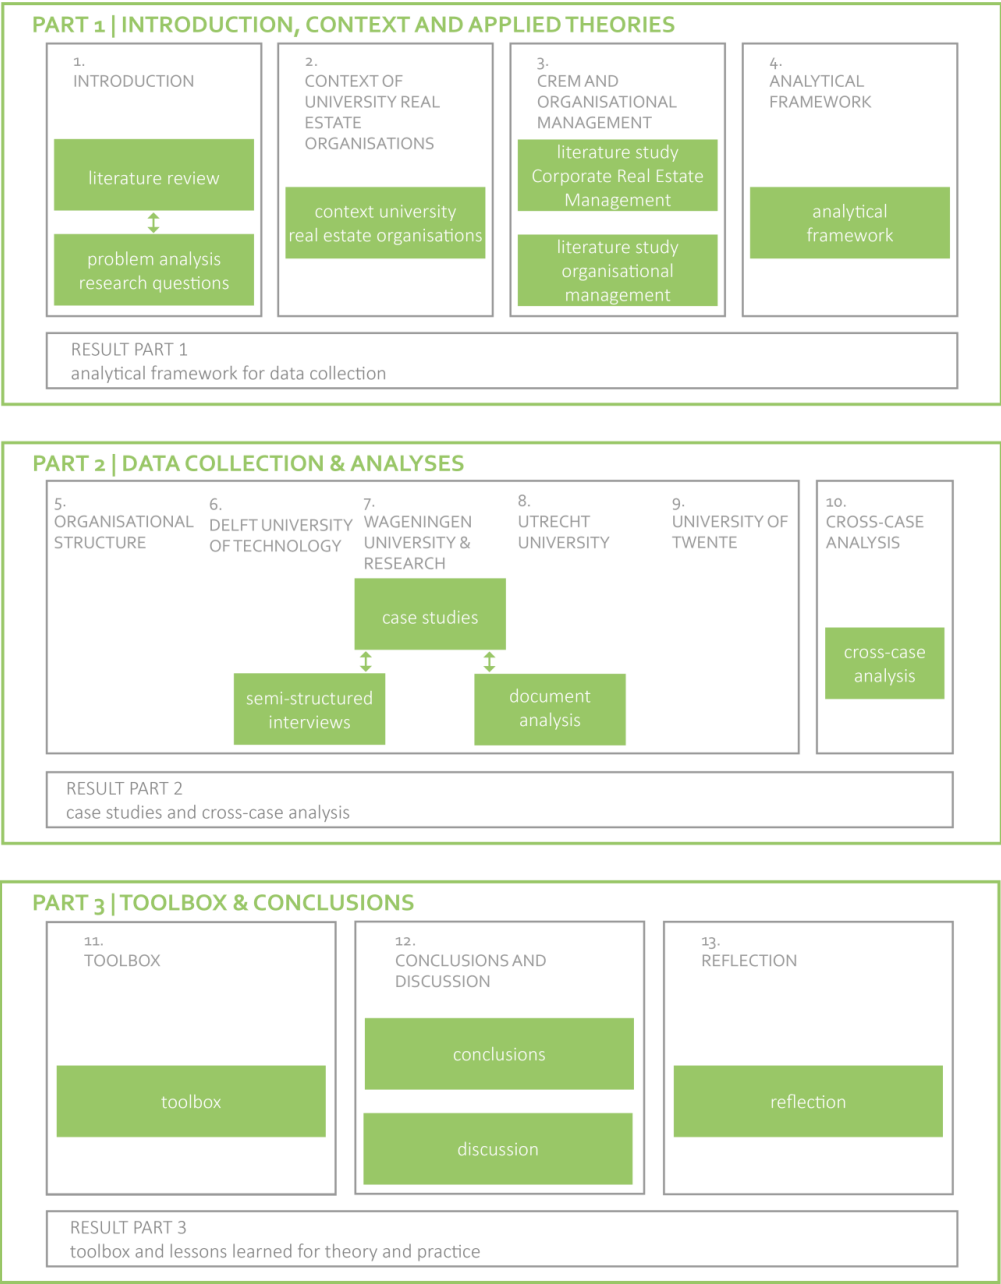 PART 1 | INTRODUCTION, CONTEXT AND APPLIED THEORIES
1.
INTRODUCTION
literature review
problem analysis
research questions
2.
CONTEXT OF
UNIVERSITY REAL
ESTATE
ORGANISATIONS
context university
real estate organisations
3.
CREM AND
ORGANISATIONAL
MANAGEMENT
literature study
Corporate Real Estate
Management
literature study
organisational
management
4.
ANALYTICAL
FRAMEWORK
analytical
framework
RESULT PART 1
analytical framework for data collection
PART 2 | DATA COLLECTION & ANALYSES
5.
ORGANISATIONAL
STRUCTURE
6.
DELFT UNIVERSITY
OF TECHNOLOGY
7.
WAGENINGEN
UNIVERSITY &
RESEARCH
8.
UTRECHT
UNIVERSITY
9.
UNIVERSITY OF
TWENTE
case studies
semi-structured
interviews
document
analysis
10.
CROSS-CASE
ANALYSIS
cross-case
analysis
RESULT PART 2
case studies and cross-case analysis
PART 3 | TOOLBOX & CONCLUSIONS
11.
TOOLBOX
toolbox
12.
CONCLUSIONS AND
DISCUSSION
conclusions
discussion
13.
REFLECTION
reflection
RESULT PART 3
toolbox and lessons learned for theory and practice